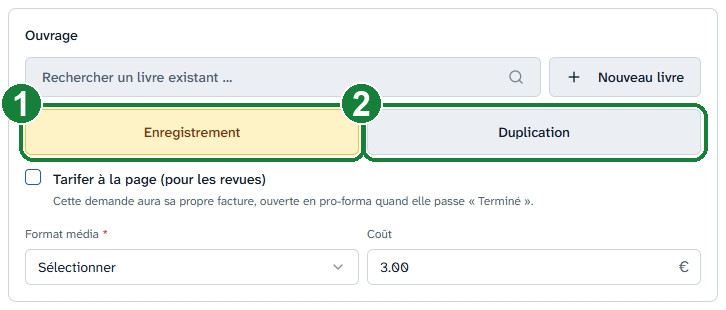 Ouvrage
Rechercher un livre existant ...
+ Nouveau livre
1
2
Enregistrement
Duplication
Tarifer à la page (pour les revues)
Cette demande aura sa propre facture, ouverte en pro-forma quand elle passe « Terminé ».
Format média *
Coût
Sélectionner
3.00 €